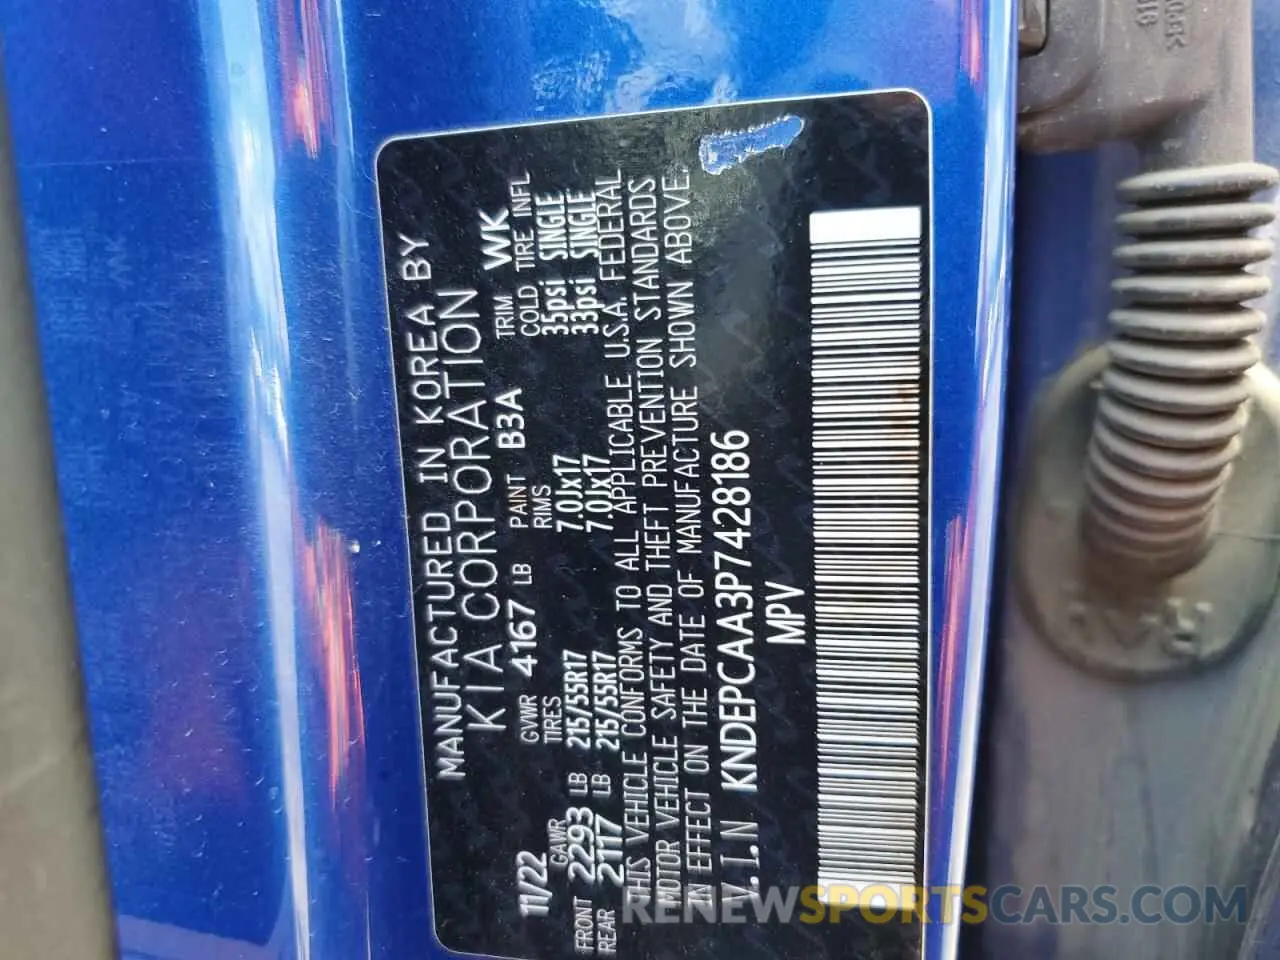 MANUFACTURED IN KOREA BY
KIA CORPORATION
11/22 GVWR 4167 LB PAINT B3A TRIM WK
GAWR TIRES RIMS COLD TIRE INFL
FRONT 2293 LB 215/55R17 7.0Jx17 35psi SINGLE
REAR 2117 LB 215/55R17 7.0Jx17 33psi SINGLE
THIS VEHICLE CONFORMS TO ALL APPLICABLE U.S.A. FEDERAL
MOTOR VEHICLE SAFETY AND THEFT PREVENTION STANDARDS
IN EFFECT ON THE DATE OF MANUFACTURE SHOWN ABOVE.
V.I.N KNDEPCAA3P7428186
MPV
RENEWSPORTSCARS.COM